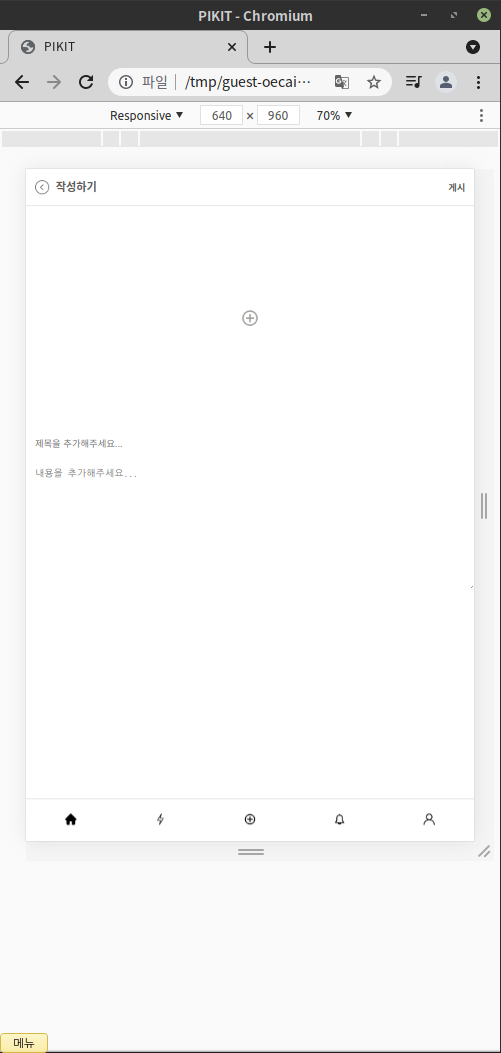 PIKIT - Chromium
PIKIT
파일 | /tmp/guest-oecai…
Responsive 640 × 960 70%
작성하기 게시
제목을 추가해주세요...
내용을 추가해주세요...
메뉴